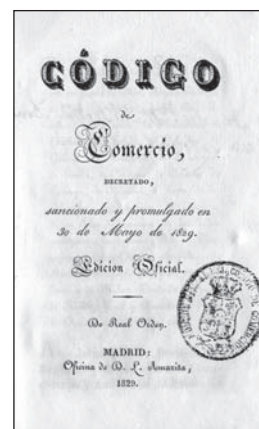 CÓDIGO
de
Comercio,
DECRETADO,
sancionado y promulgado en
30 de Mayo de 1829.
Edicion Oficial.
De Real Orden.
MADRID:
Oficina de D. L. Amarita,
1829.